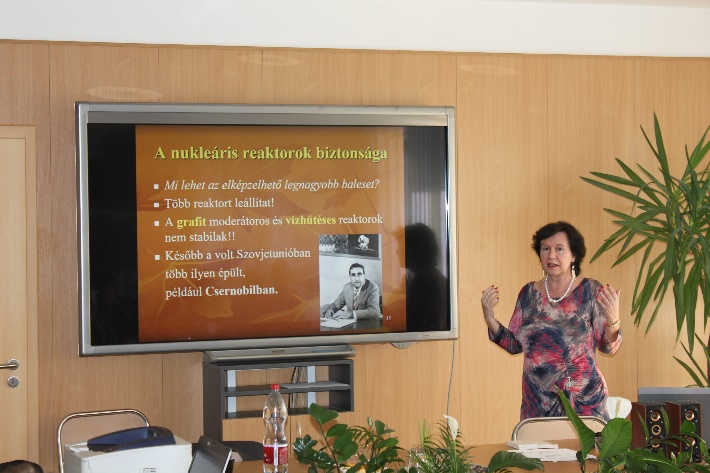 A nukleáris reaktorok biztonsága
Mi lehet az elképzelhető legnagyobb baleset?
Több reaktort leállítat!
A grafit moderátoros és vízhűtéses reaktorok
nem stabilak!!
Később a volt Szovjetunióban
több ilyen épült,
például Csernobilban.